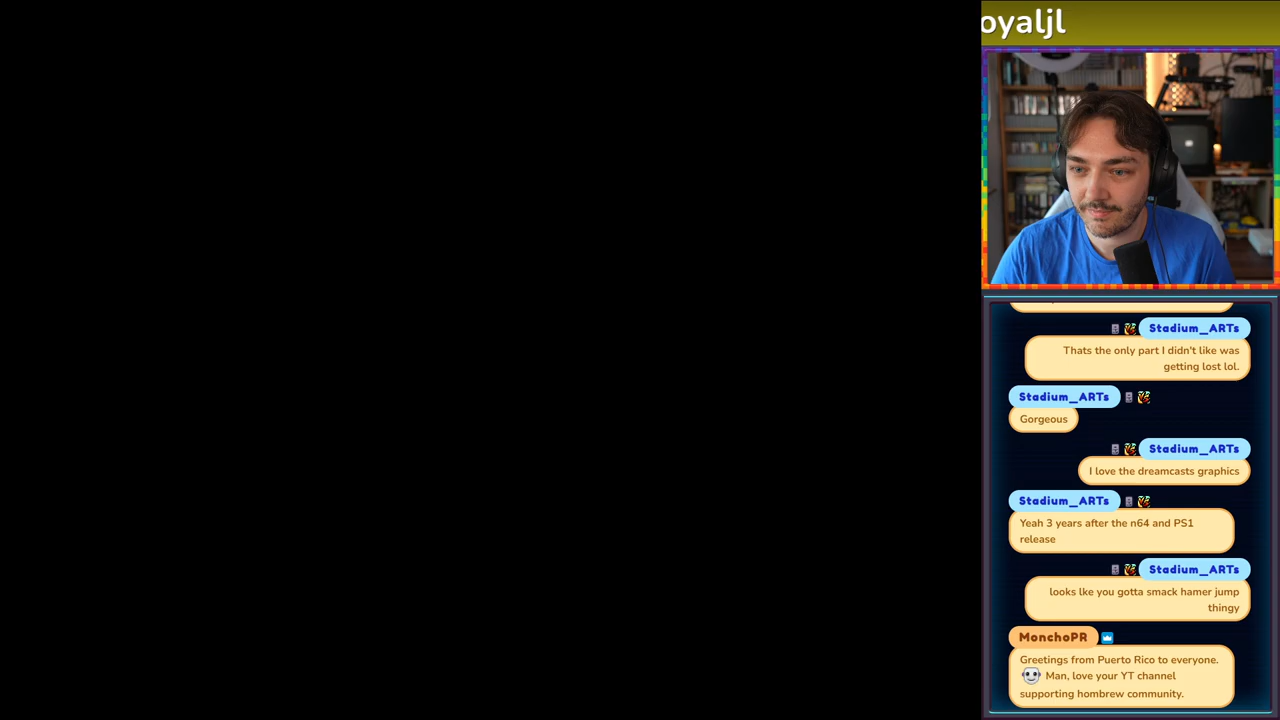 oyaljl
Stadium_ARTs
Thats the only part I didn't like was
getting lost lol.
Stadium_ARTs
Gorgeous
Stadium_ARTs
I love the dreamcasts graphics
Stadium_ARTs
Yeah 3 years after the n64 and PS1
release
Stadium_ARTs
looks lke you gotta smack hamer jump
thingy
MonchoPR
Greetings from Puerto Rico to everyone.
Man, love your YT channel
supporting hombrew community.